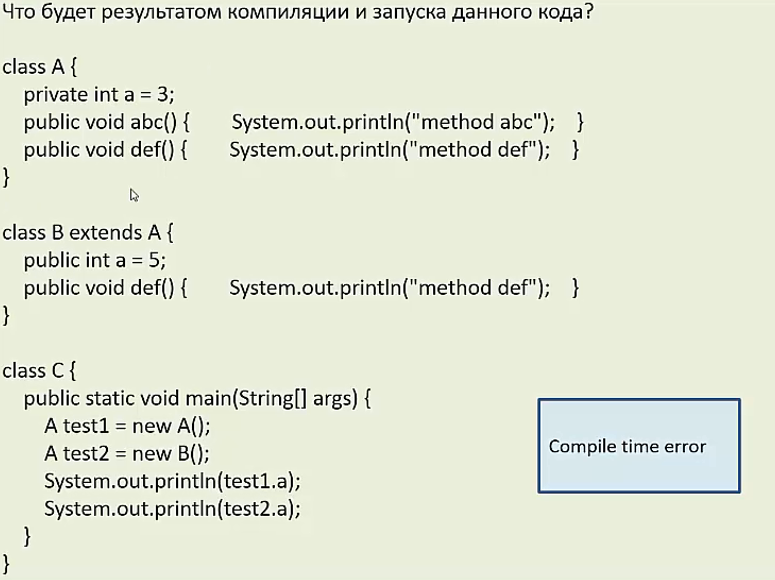 Что будет результатом компиляции и запуска данного кода?
class A {
private int a = 3;
public void abc() { System.out.println("method abc"); }
public void def() { System.out.println("method def"); }
}
class B extends A {
public int a = 5;
public void def() { System.out.println("method def"); }
}
class C {
public static void main(String[] args) {
A test1 = new A();
A test2 = new B();
System.out.println(test1.a);
System.out.println(test2.a);
}
}
Compile time error